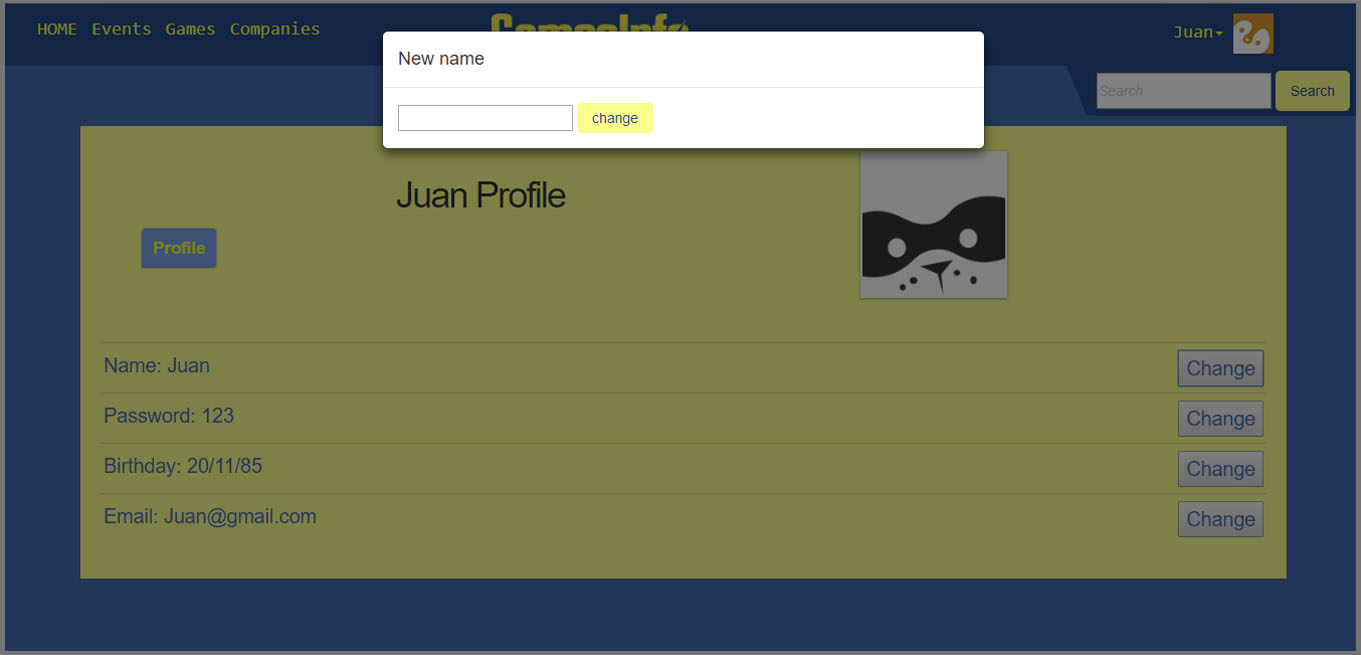 HOME Events Games Companies
GamesInfo
Juan
New name
Search Search
change
Juan Profile
Profile
Name: Juan Change
Password: 123 Change
Birthday: 20/11/85 Change
Email: Juan@gmail.com Change